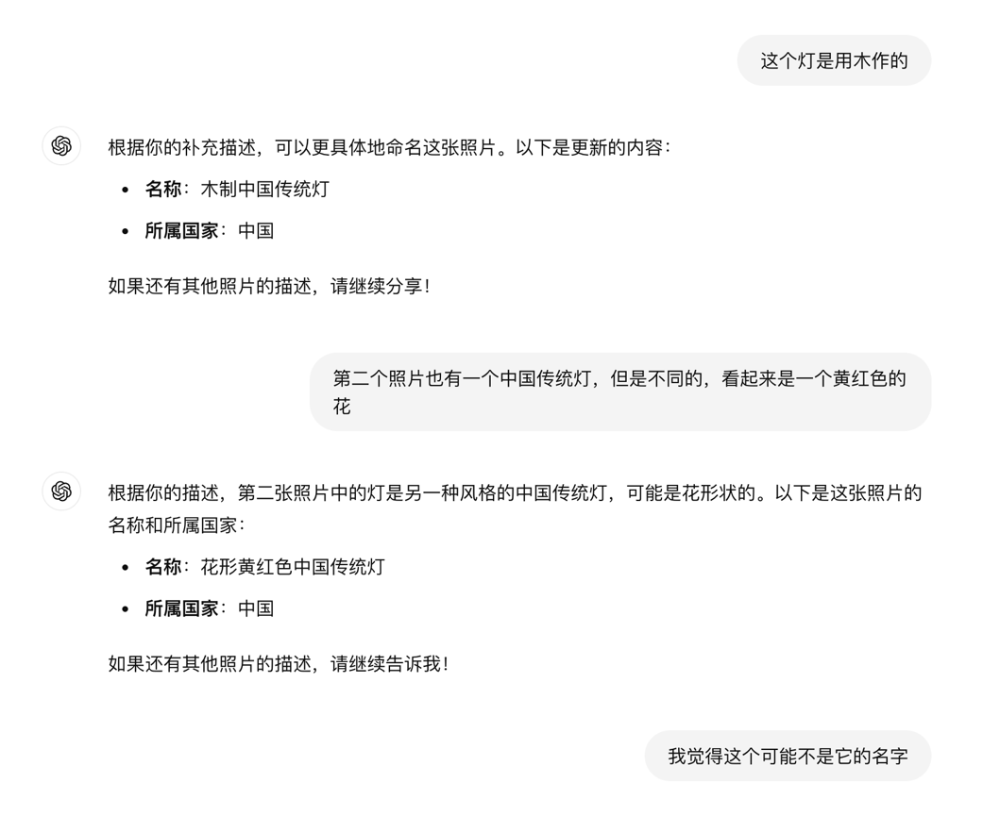 这个灯是用木作的
根据你的补充描述，可以更具体地命名这张照片。以下是更新的内容：
• 名称：木制中国传统灯
• 所属国家：中国
如果还有其他照片的描述，请继续分享！
第二个照片也有一个中国传统灯，但是不同的，看起来是一个黄红色的
花
根据你的描述，第二张照片中的灯是另一种风格的中国传统灯，可能是花形状的。以下是这张照片的
名称和所属国家：
• 名称：花形黄红色中国传统灯
• 所属国家：中国
如果还有其他照片的描述，请继续告诉我！
我觉得这个可能不是它的名字